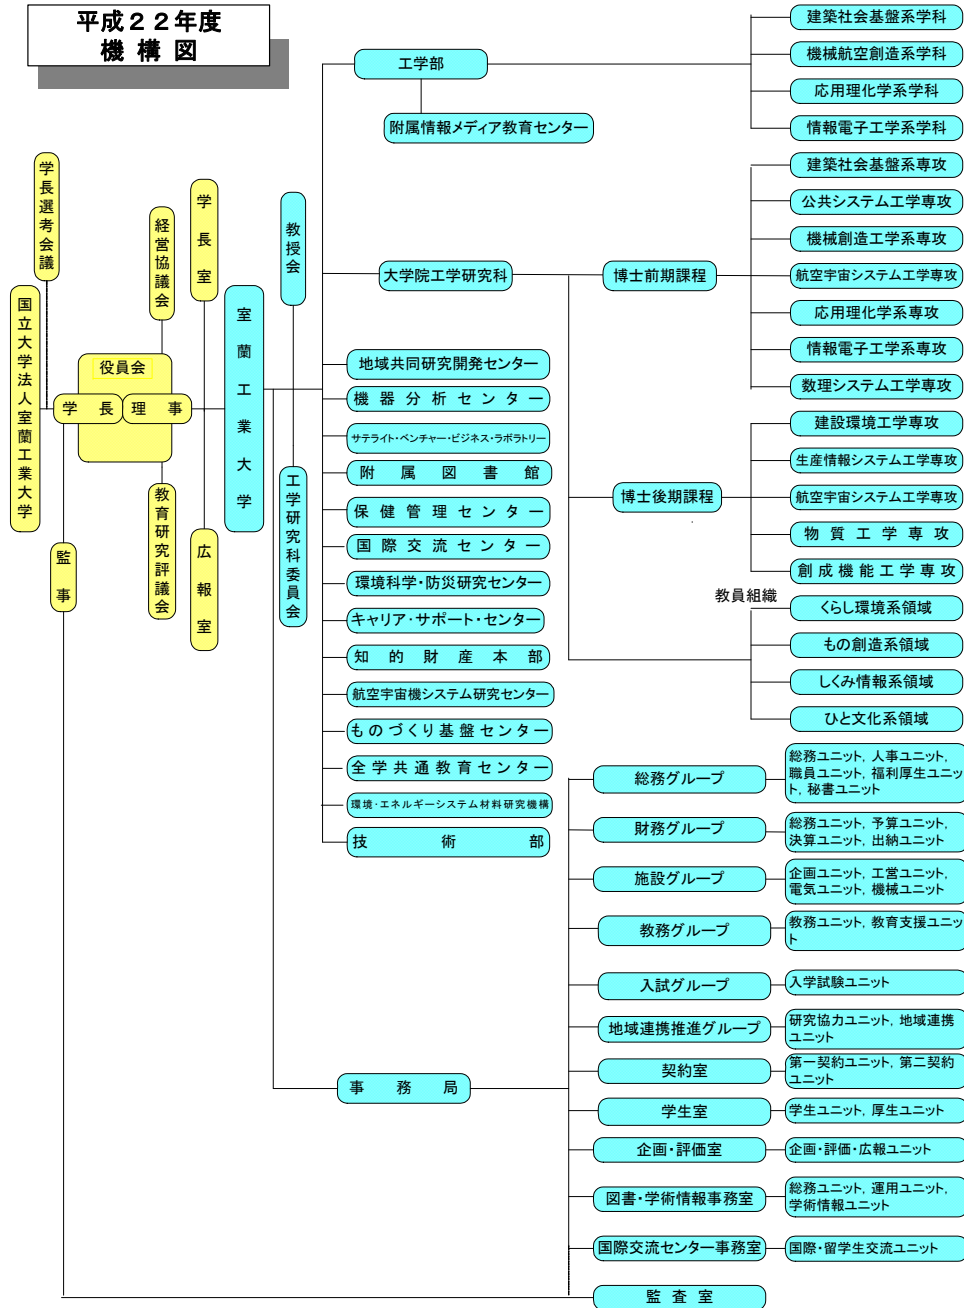 平成２２年度
機 構 図
学長選考会議
国立大学法人室蘭工業大学
経営協議会
役員会
学 長
理 事
教育研究評議会
監 事
学 長 室
広 報 室
室 蘭 工 業 大 学
教 授 会
工学研究科委員会
工学部
附属情報メディア教育センター
建築社会基盤系学科
機械航空創造系学科
応用理化学系学科
情報電子工学系学科
大学院工学研究科
博士前期課程
建築社会基盤系専攻
公共システム工学専攻
機械創造工学系専攻
航空宇宙システム工学専攻
応用理化学系専攻
情報電子工学系専攻
数理システム工学専攻
博士後期課程
建設環境工学専攻
生産情報システム工学専攻
航空宇宙システム工学専攻
物 質 工 学 専 攻
創 成 機 能 工 学 専 攻
教員組織
くらし環境系領域
もの創造系領域
しくみ情報系領域
ひと文化系領域
地域共同研究開発センター
機 器 分 析 セ ン タ ー
サテライト・ベンチャー・ビジネス・ラボラトリー
附 属 図 書 館
保 健 管 理 セ ン タ ー
国 際 交 流 セ ン タ ー
環境科学・防災研究センター
キャリア・サポート・センター
知 的 財 産 本 部
航空宇宙機システム研究センター
も の づ く り 基 盤 セ ン タ ー
全 学 共 通 教 育 セ ン タ ー
環境・エネルギーシステム材料研究機構
技 術 部
事 務 局
総務グループ
総務ユニット, 人事ユニット,
職員ユニット, 福利厚生ユニッ
ト, 秘書ユニット
財務グループ
総務ユニット, 予算ユニット,
決算ユニット, 出納ユニット
施設グループ
企画ユニット, 工営ユニット,
電気ユニット, 機械ユニット
教務グループ
教務ユニット, 教育支援ユニッ
ト
入試グループ
入学試験ユニット
地域連携推進グループ
研究協力ユニット, 地域連携
ユニット
契約室
第一契約ユニット, 第二契約
ユニット
学生室
学生ユニット, 厚生ユニット
企画・評価室
企画・評価・広報ユニット
図書・学術情報事務室
総務ユニット, 運用ユニット,
学術情報ユニット
国際交流センター事務室
国際・留学生交流ユニット
監 査 室